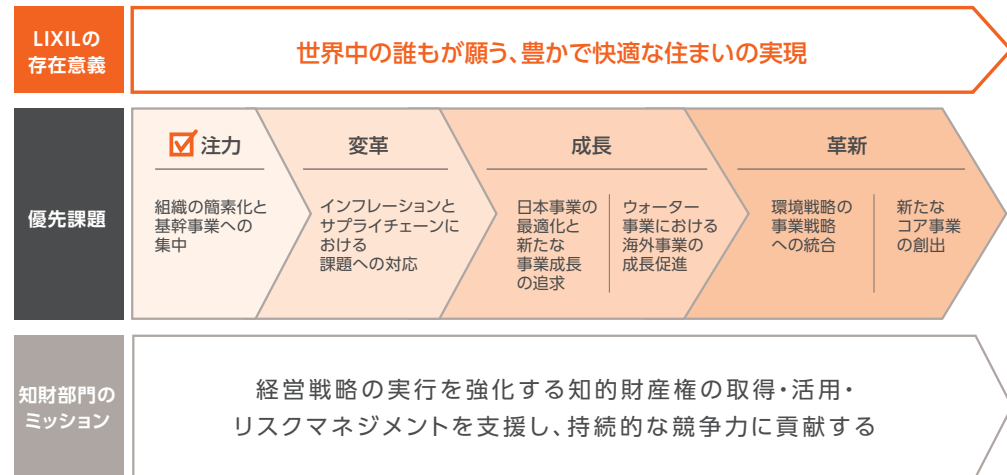 LIXILの
存在意義
世界中の誰もが願う、豊かで快適な住まいの実現
優先課題
注力
組織の簡素化と
基幹事業への
集中
変革
インフレーションと
サプライチェーンに
おける
課題への対応
成長
日本事業の
最適化と
新たな
事業成長
の追求
ウォーター
事業における
海外事業の
成長促進
革新
環境戦略の
事業戦略
への統合
新たな
コア事業
の創出
知財部門の
ミッション
経営戦略の実行を強化する知的財産権の取得・活用・
リスクマネジメントを支援し、持続的な競争力に貢献する